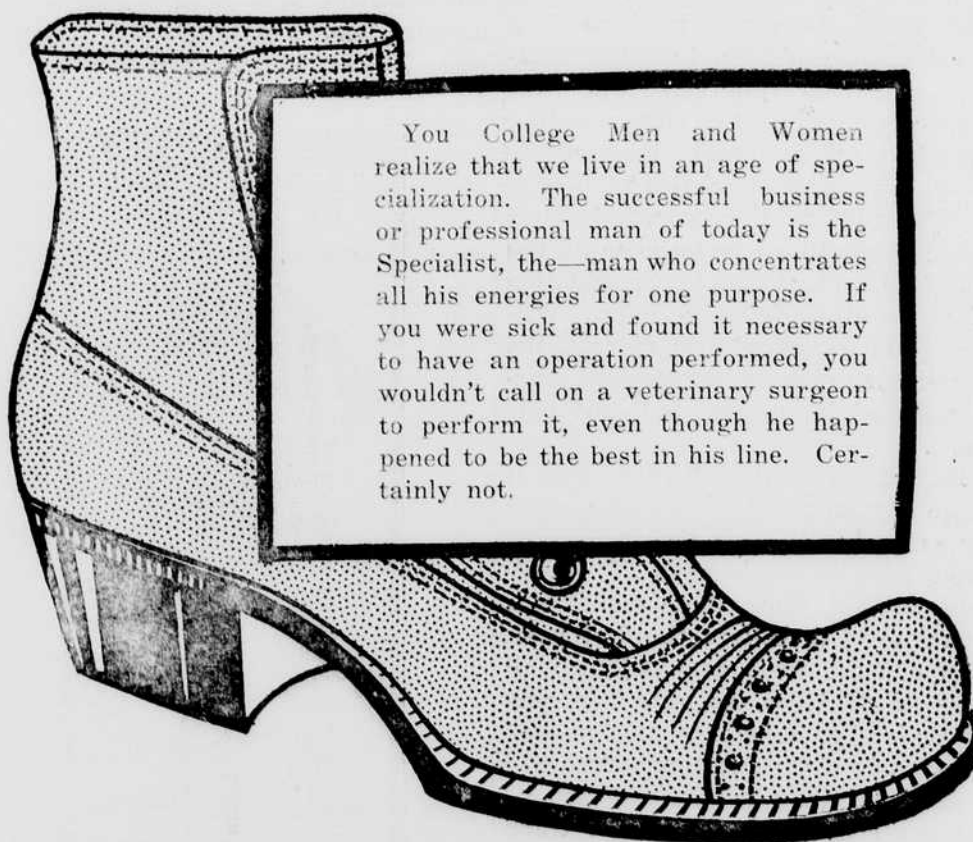 You College Men and Women
realize that we live in an age of spe-
cialization. The successful business
or professional man of today is the
Specialist, the—man who concentrates
all his energies for one purpose. If
you were sick and found it necessary
to have an operation performed, you
wouldn't call on a veterinary surgeon
to perform it, even though he hap-
pened to be the best in his line. Cer-
tainly not.